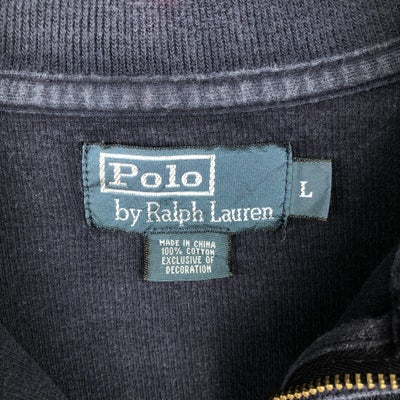 Polo
by Ralph Lauren
L
MADE IN CHINA
100% COTTON
EXCLUSIVE OF
DECORATION